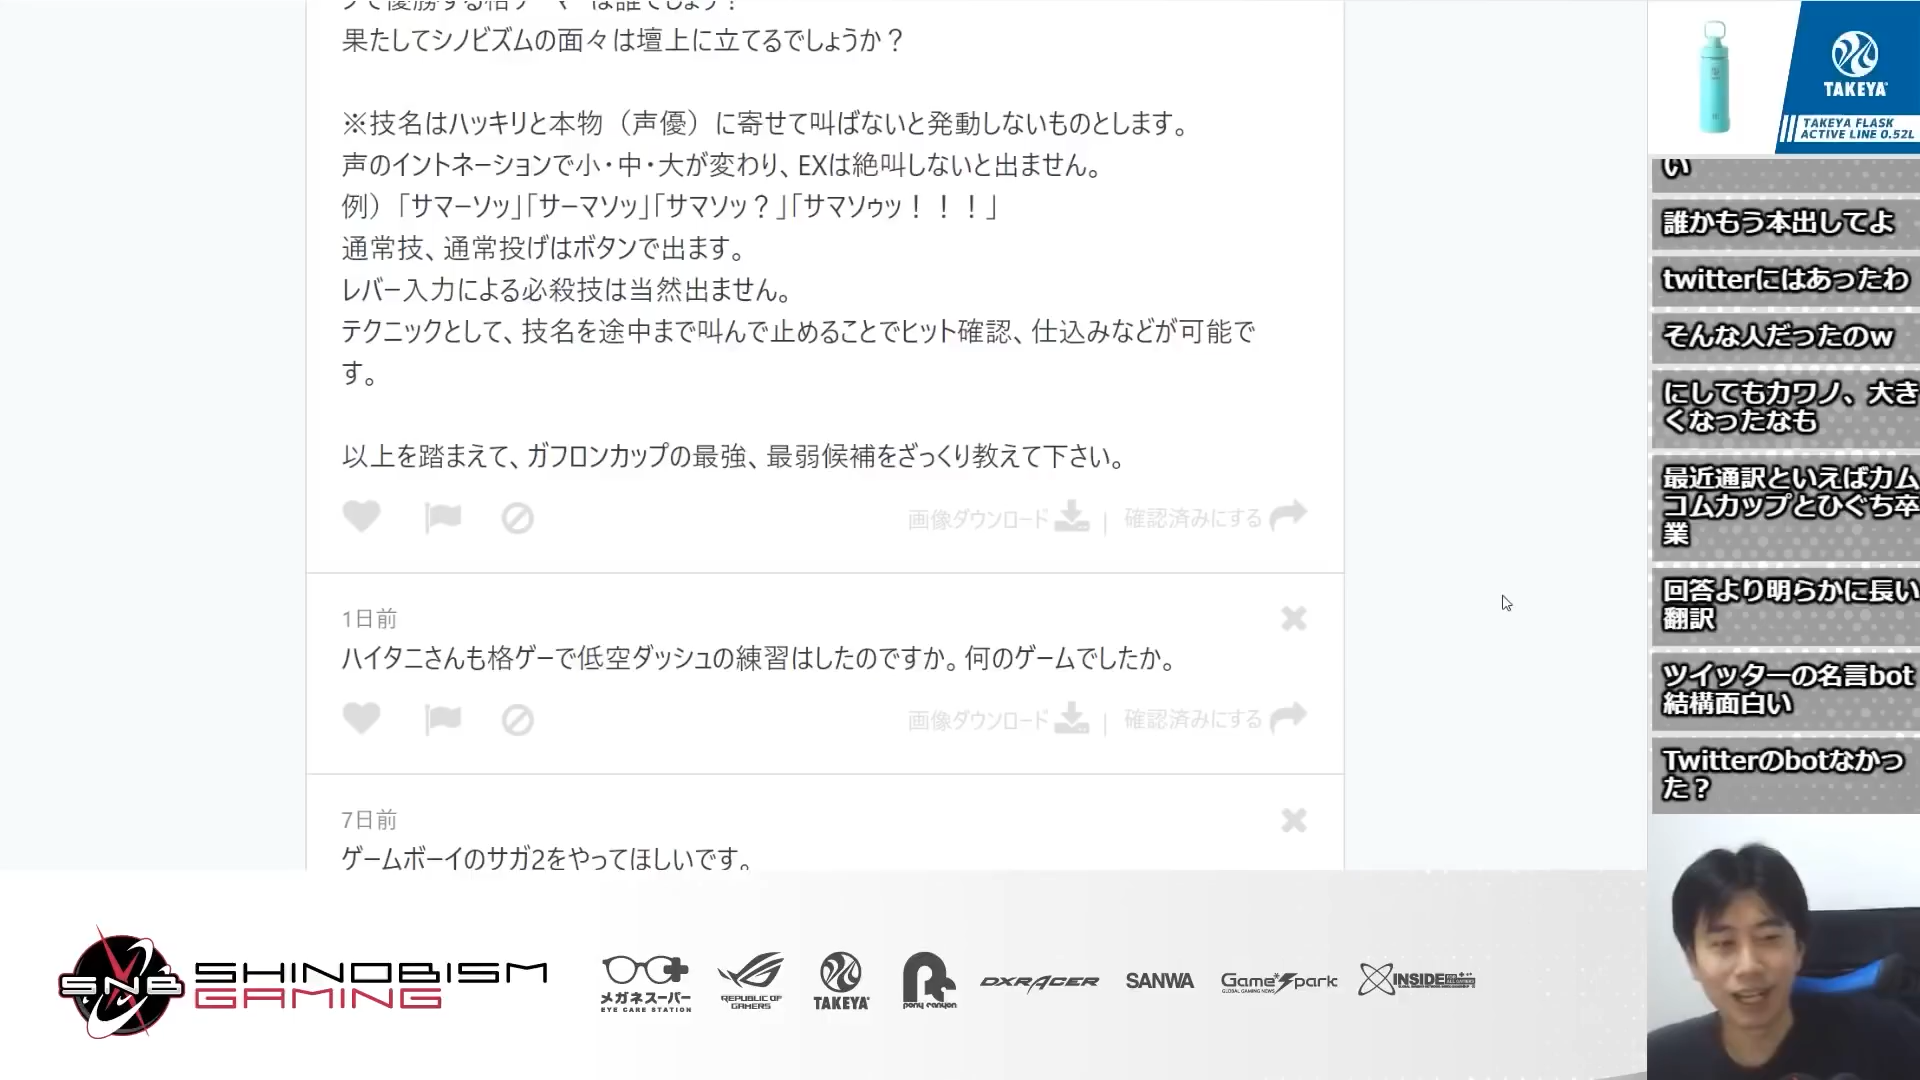 果たしてシノビズムの面々は壇上に立てるでしょうか？
※技名はハッキリと本物（声優）に寄せて叫ばないと発動しないものとします。
声のイントネーションで小・中・大が変わり、EXは絶叫しないと出ません。
例）「サマーソッ」「サーマソッ」「サマソッ？」「サマソゥッ！！！」
通常技、通常投げはボタンで出ます。
レバー入力による必殺技は当然出ません。
テクニックとして、技名を途中まで叫んで止めることでヒット確認、仕込みなどが可能で
す。
以上を踏まえて、ガフロンカップの最強、最弱候補をざっくり教えて下さい。
画像ダウンロード | 確認済みにする
1日前
ハイタニさんも格ゲーで低空ダッシュの練習はしたのですか。何のゲームでしたか。
画像ダウンロード | 確認済みにする
7日前
ゲームボーイのサガ2をやってほしいです。
TAKEYA
TAKEYA FLASK
ACTIVE LINE 0.52L
い
誰かもう本出してよ
twitterにはあったわ
そんな人だったのw
にしてもカワノ、大き
くなったなも
最近通訳といえばカム
コムカップとひぐち卒
業
回答より明らかに長い
翻訳
ツイッターの名言bot
結構面白い
Twitterのbotなかっ
た？
SNB
SHINOBISM
GAMING
メガネスーパー
EYE CARE STATION
REPUBLIC OF
GAMERS
TAKEYA
pony canyon
DXRACER
SANWA
Game*Spark
GLOBAL GAMING NEWS
INSIDE